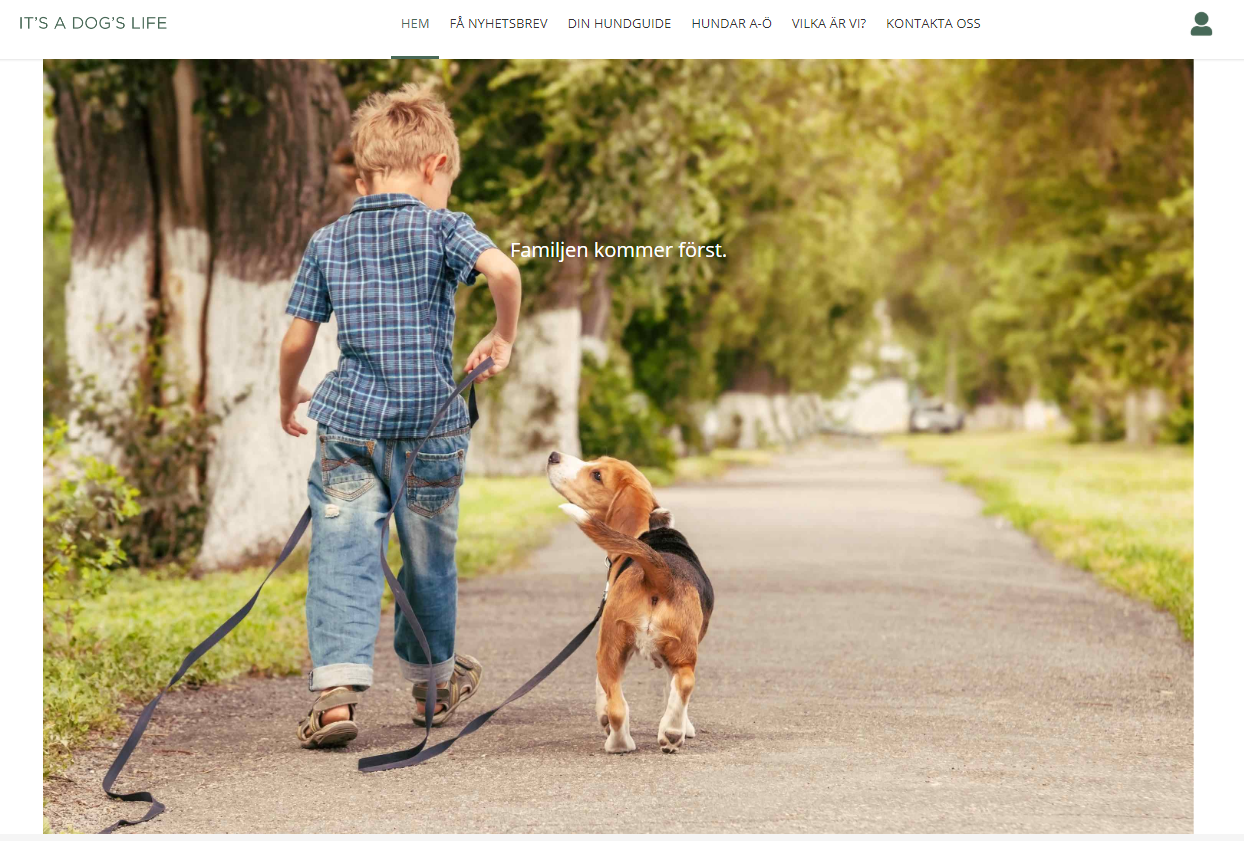 IT'S A DOG'S LIFE
HEM FÅ NYHETSBREV DIN HUNDGUIDE HUNDAR A-Ö VILKA ÄR VI? KONTAKTA OSS
Familjen kommer först.